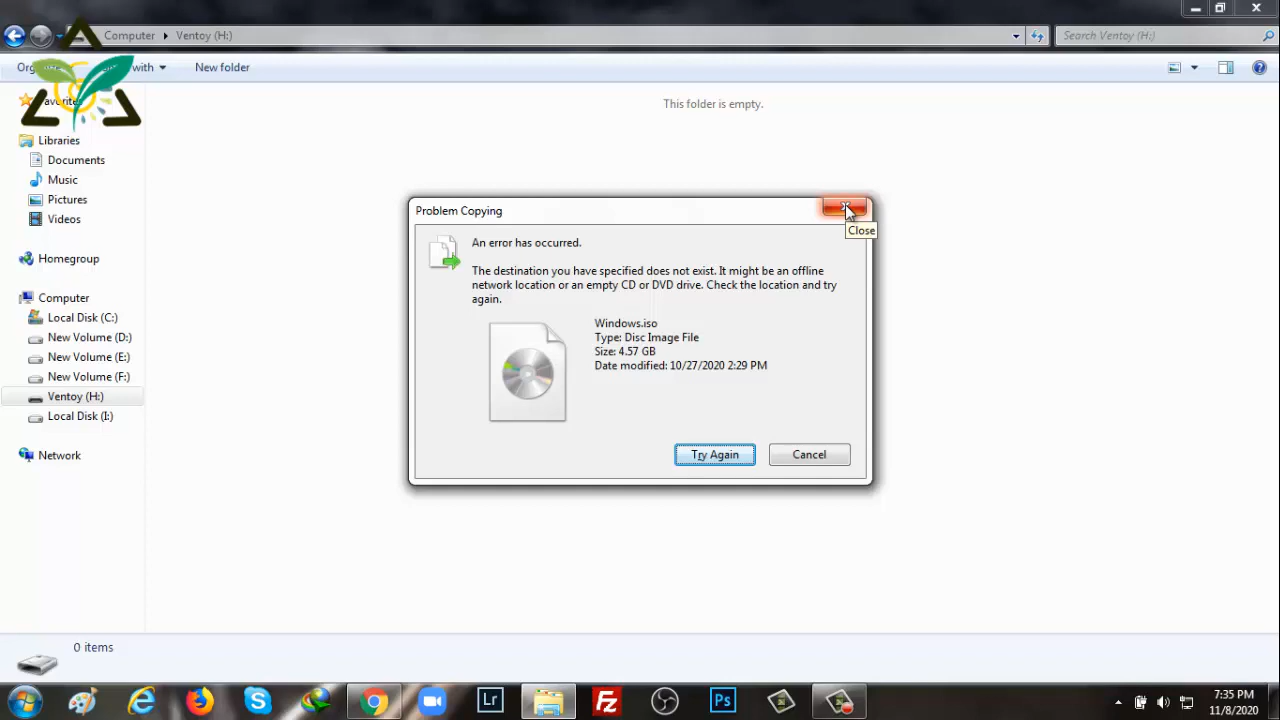 Computer ▸ Ventoy (H:)
Search Ventoy (H:)
with
New folder
This folder is empty.
Favorites
Libraries
Documents
Music
Pictures
Videos
Homegroup
Computer
Local Disk (C:)
New Volume (D:)
New Volume (E:)
New Volume (F:)
Ventoy (H:)
Local Disk (I:)
Network
Problem Copying
Close
An error has occurred.
The destination you have specified does not exist. It might be an offline
network location or an empty CD or DVD drive. Check the location and try
again.
Windows.iso
Type: Disc Image File
Size: 4.57 GB
Date modified: 10/27/2020 2:29 PM
Try Again
Cancel
0 items
Lr
Fz
Ps
7:35 PM
11/8/2020